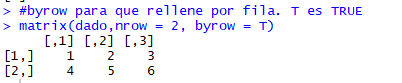 > #byrow para que rellene por fila. T es TRUE
> matrix(dado,nrow = 2, byrow = T)
     [,1] [,2] [,3]
[1,]    1    2    3
[2,]    4    5    6